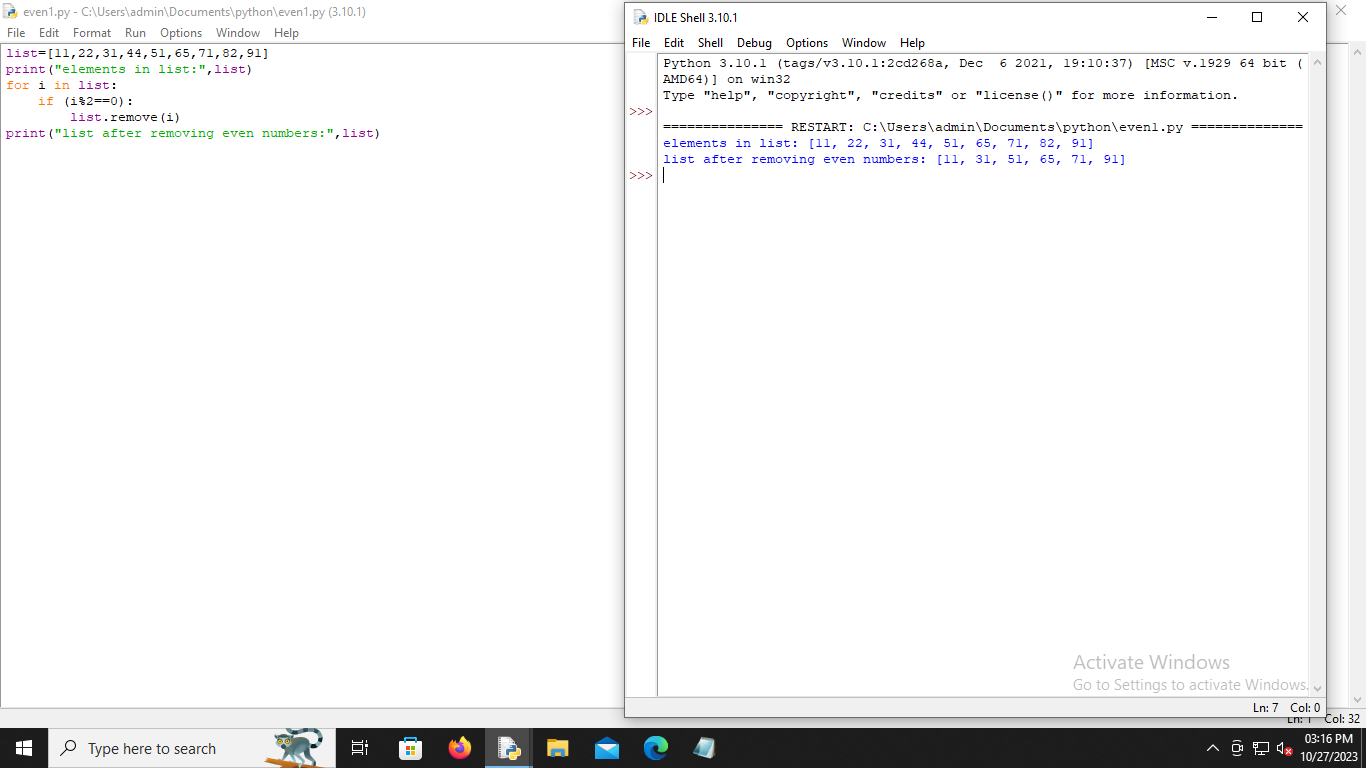 even1.py - C:\Users\admin\Documents\python\even1.py (3.10.1)
File Edit Format Run Options Window Help
list=[11,22,31,44,51,65,71,82,91]
print("elements in list:",list)
for i in list:
    if (i%2==0):
        list.remove(i)
print("list after removing even numbers:",list)
IDLE Shell 3.10.1
File Edit Shell Debug Options Window Help
Python 3.10.1 (tags/v3.10.1:2cd268a, Dec  6 2021, 19:10:37) [MSC v.1929 64 bit (
AMD64)] on win32
Type "help", "copyright", "credits" or "license()" for more information.
>>>
=============== RESTART: C:\Users\admin\Documents\python\even1.py ==============
elements in list: [11, 22, 31, 44, 51, 65, 71, 82, 91]
list after removing even numbers: [11, 31, 51, 65, 71, 91]
>>>
Activate Windows
Go to Settings to activate Windows.
Ln: 7 Col: 0
Ln: 1 Col: 32
Type here to search
03:16 PM
10/27/2023